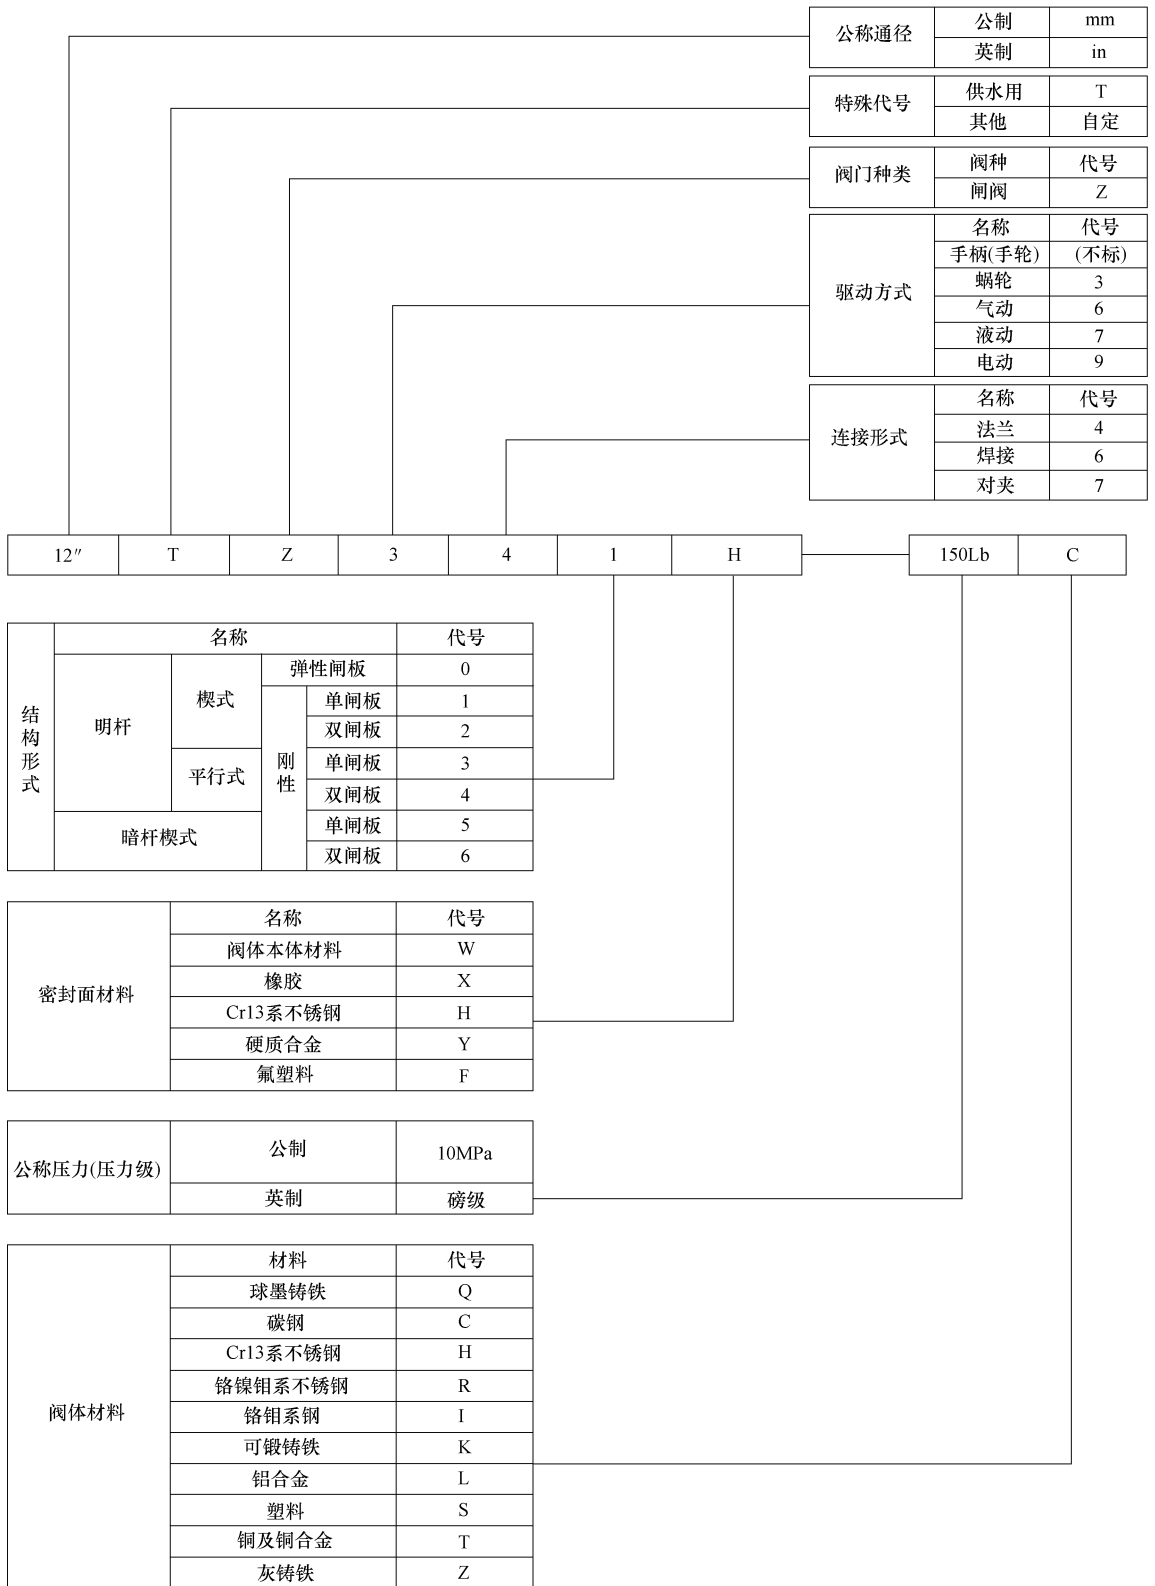 公称通径 公制 mm
英制 in
特殊代号 供水用 T
其他 自定
阀门种类 阀种 代号
闸阀 Z
驱动方式 名称 代号
手柄(手轮) (不标)
蜗轮 3
气动 6
液动 7
电动 9
连接形式 名称 代号
法兰 4
焊接 6
对夹 7
12″ T Z 3 4 1 H 150Lb C
结构形式 名称 代号
明杆 楔式 弹性闸板 0
刚性 单闸板 1
双闸板 2
平行式 单闸板 3
双闸板 4
暗杆楔式 单闸板 5
双闸板 6
密封面材料 名称 代号
阀体本体材料 W
橡胶 X
Cr13系不锈钢 H
硬质合金 Y
氟塑料 F
公称压力(压力级) 公制 10MPa
英制 磅级
阀体材料 材料 代号
球墨铸铁 Q
碳钢 C
Cr13系不锈钢 H
铬镍钼系不锈钢 R
铬钼系钢 I
可锻铸铁 K
铝合金 L
塑料 S
铜及铜合金 T
灰铸铁 Z